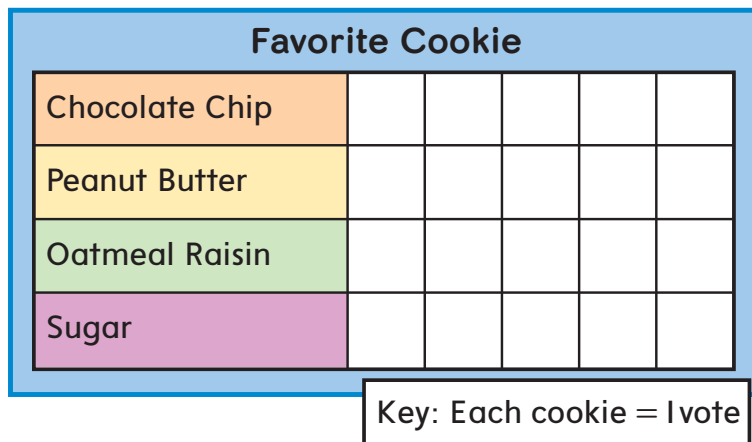 Favorite Cookie
Chocolate Chip
Peanut Butter
Oatmeal Raisin
Sugar
Key: Each cookie = 1 vote